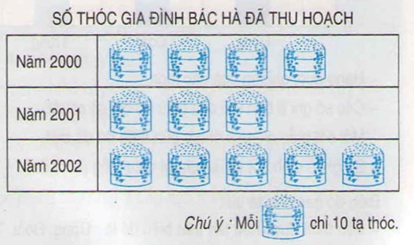 SỐ THÓC GIA ĐÌNH BÁC HÀ ĐÃ THU HOẠCH
Năm 2000
Năm 2001
Năm 2002
Chú ý : Mỗi chỉ 10 tạ thóc.